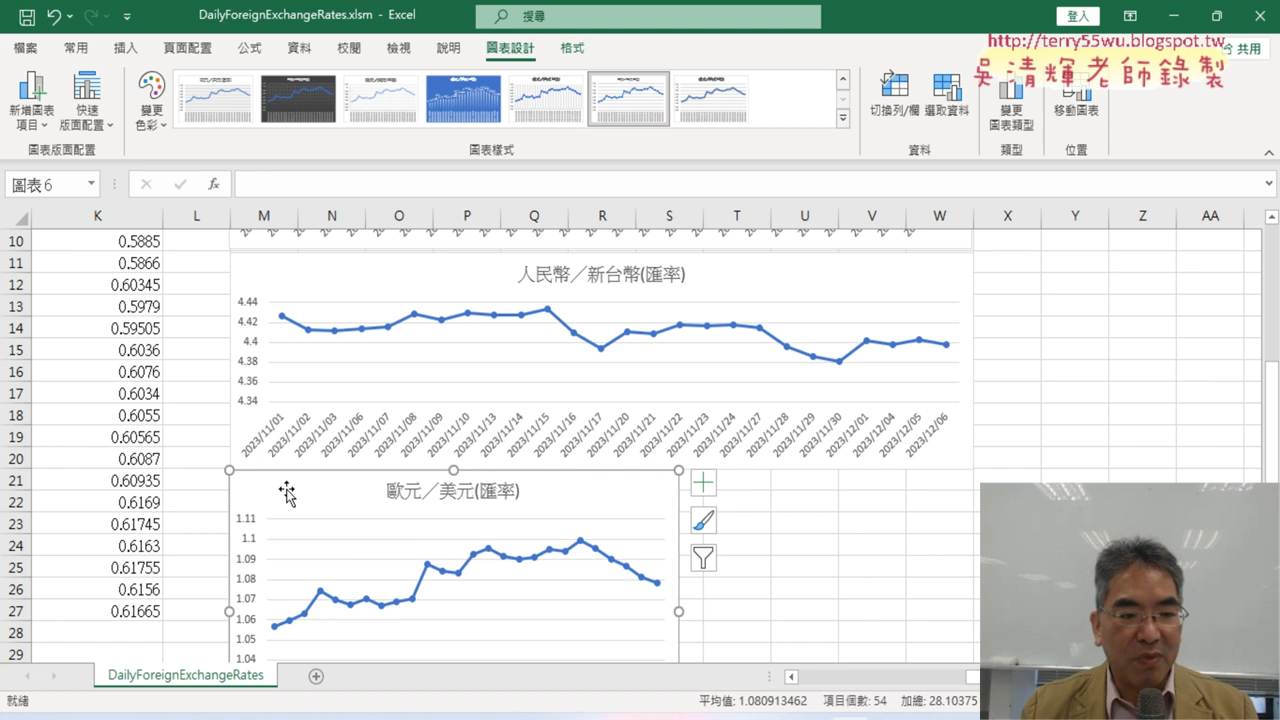 DailyForeignExchangeRates.xlsm - Excel
搜尋
登入
檔案 常用 插入 頁面配置 公式 資料 校閱 檢視 說明 圖表設計 格式
共用
http://terry55wu.blogspot.tw
吳清輝老師錄製
新增圖表項目
快速版面配置
變更色彩
切換列/欄
選取資料
變更圖表類型
移動圖表
圖表版面配置
圖表樣式
資料
類型
位置
圖表6
fx
K L M N O P Q R S T U V W X Y Z AA
10 0.5885
11 0.5866
12 0.60345
13 0.5979
14 0.59505
15 0.6036
16 0.6076
17 0.6034
18 0.6055
19 0.60565
20 0.6087
21 0.60935
22 0.6169
23 0.61745
24 0.6163
25 0.61755
26 0.6156
27 0.61665
28
29
人民幣／新台幣(匯率)
4.44
4.42
4.4
4.38
4.36
4.34
2023/11/01 2023/11/02 2023/11/03 2023/11/06 2023/11/07 2023/11/08 2023/11/09 2023/11/10 2023/11/13 2023/11/14 2023/11/15 2023/11/16 2023/11/17 2023/11/20 2023/11/21 2023/11/22 2023/11/23 2023/11/24 2023/11/27 2023/11/28 2023/11/29 2023/11/30 2023/12/01 2023/12/04 2023/12/05 2023/12/06
歐元／美元(匯率)
1.11
1.1
1.09
1.08
1.07
1.06
1.05
1.04
DailyForeignExchangeRates
就緒
平均值: 1.080913462 項目個數: 54 加總: 28.10375